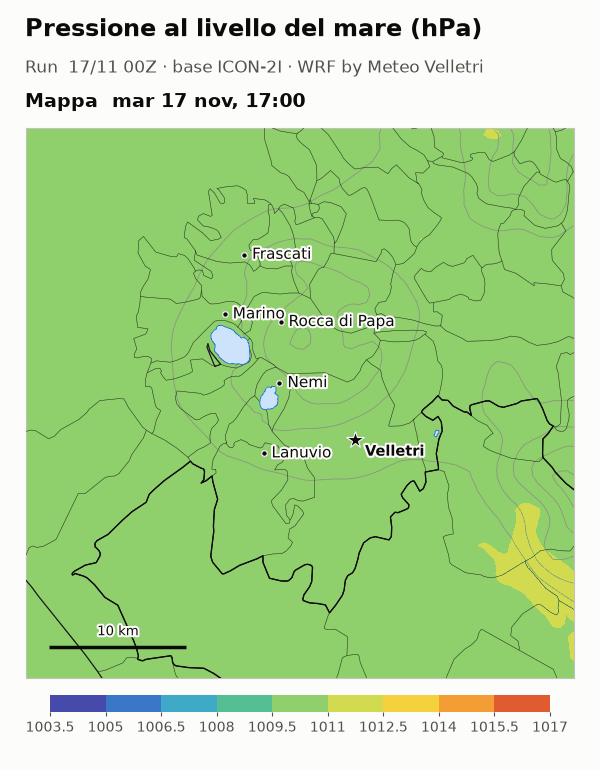 Pressione al livello del mare (hPa)
Run  17/11 00Z · base ICON-2I · WRF by Meteo Velletri
Mappa  mar 17 nov, 17:00
Frascati
Marino
Rocca di Papa
Nemi
Velletri
Lanuvio
10 km
1003.5 1005 1006.5 1008 1009.5 1011 1012.5 1014 1015.5 1017